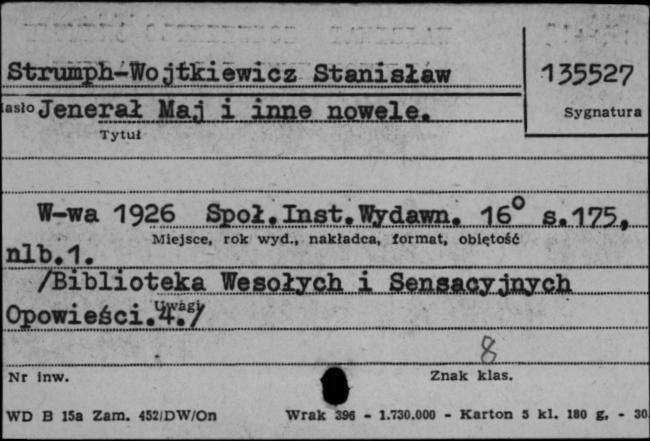 Strumph-Wojtkiewicz Stanisław
135527
Sygnatura
Jenerał Maj i inne nowele.
Tytuł
W-wa 1926 Społ.Inst.Wydawn. 16° s.175,
Miejsce, rok wyd., nakładca, format, objętość
nlb.1.
/Biblioteka Wesołych i Sensacyjnych
Uwagi
Opowieści.4./
8
Nr inw.
Znak klas.
WD B 15a Zam. 452/DW/On
Wrak 396 - 1.730.000 - Karton 5 kl. 180 g. - 30